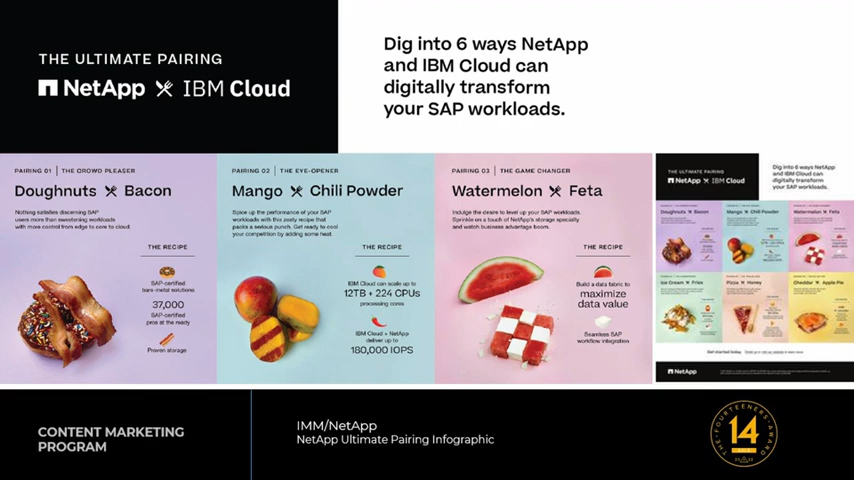 THE ULTIMATE PAIRING
NetApp IBM Cloud
Dig into 6 ways NetApp
and IBM Cloud can
digitally transform
your SAP workloads.
PAIRING 01 | THE CROWD PLEASER
Doughnuts Bacon
Nothing satisfies discerning SAP
users more than sweetening workloads
with more control from edge to core to cloud.
THE RECIPE
SAP-certified
bare-metal solutions
37,000
SAP-certified
pros at the ready
Proven storage
PAIRING 02 | THE EYE-OPENER
Mango Chili Powder
Spice up the performance of your SAP
workloads with this zesty recipe that
packs a serious punch. Get ready to cool
your competition by adding some heat.
THE RECIPE
IBM Cloud can scale up to
12TB + 224 CPUs
processing cores
IBM Cloud + NetApp
deliver up to
180,000 IOPS
PAIRING 03 | THE GAME CHANGER
Watermelon Feta
Indulge the desire to level up your SAP workloads.
Sprinkle on a touch of NetApp's storage specialty
and watch business advantage boom.
THE RECIPE
Build a data fabric to
maximize
data value
Seamless SAP
workflow integration
THE ULTIMATE PAIRING
NetApp IBM Cloud
Dig into 6 ways NetApp
and IBM Cloud can
digitally transform
your SAP workloads.
Doughnuts Bacon
Mango Chili Powder
Watermelon Feta
Ice Cream Fries
Pizza Honey
Cheddar Apple Pie
Get started today.
NetApp
CONTENT MARKETING
PROGRAM
IMM/NetApp
NetApp Ultimate Pairing Infographic
THE FOURTEENERS AWARD
14